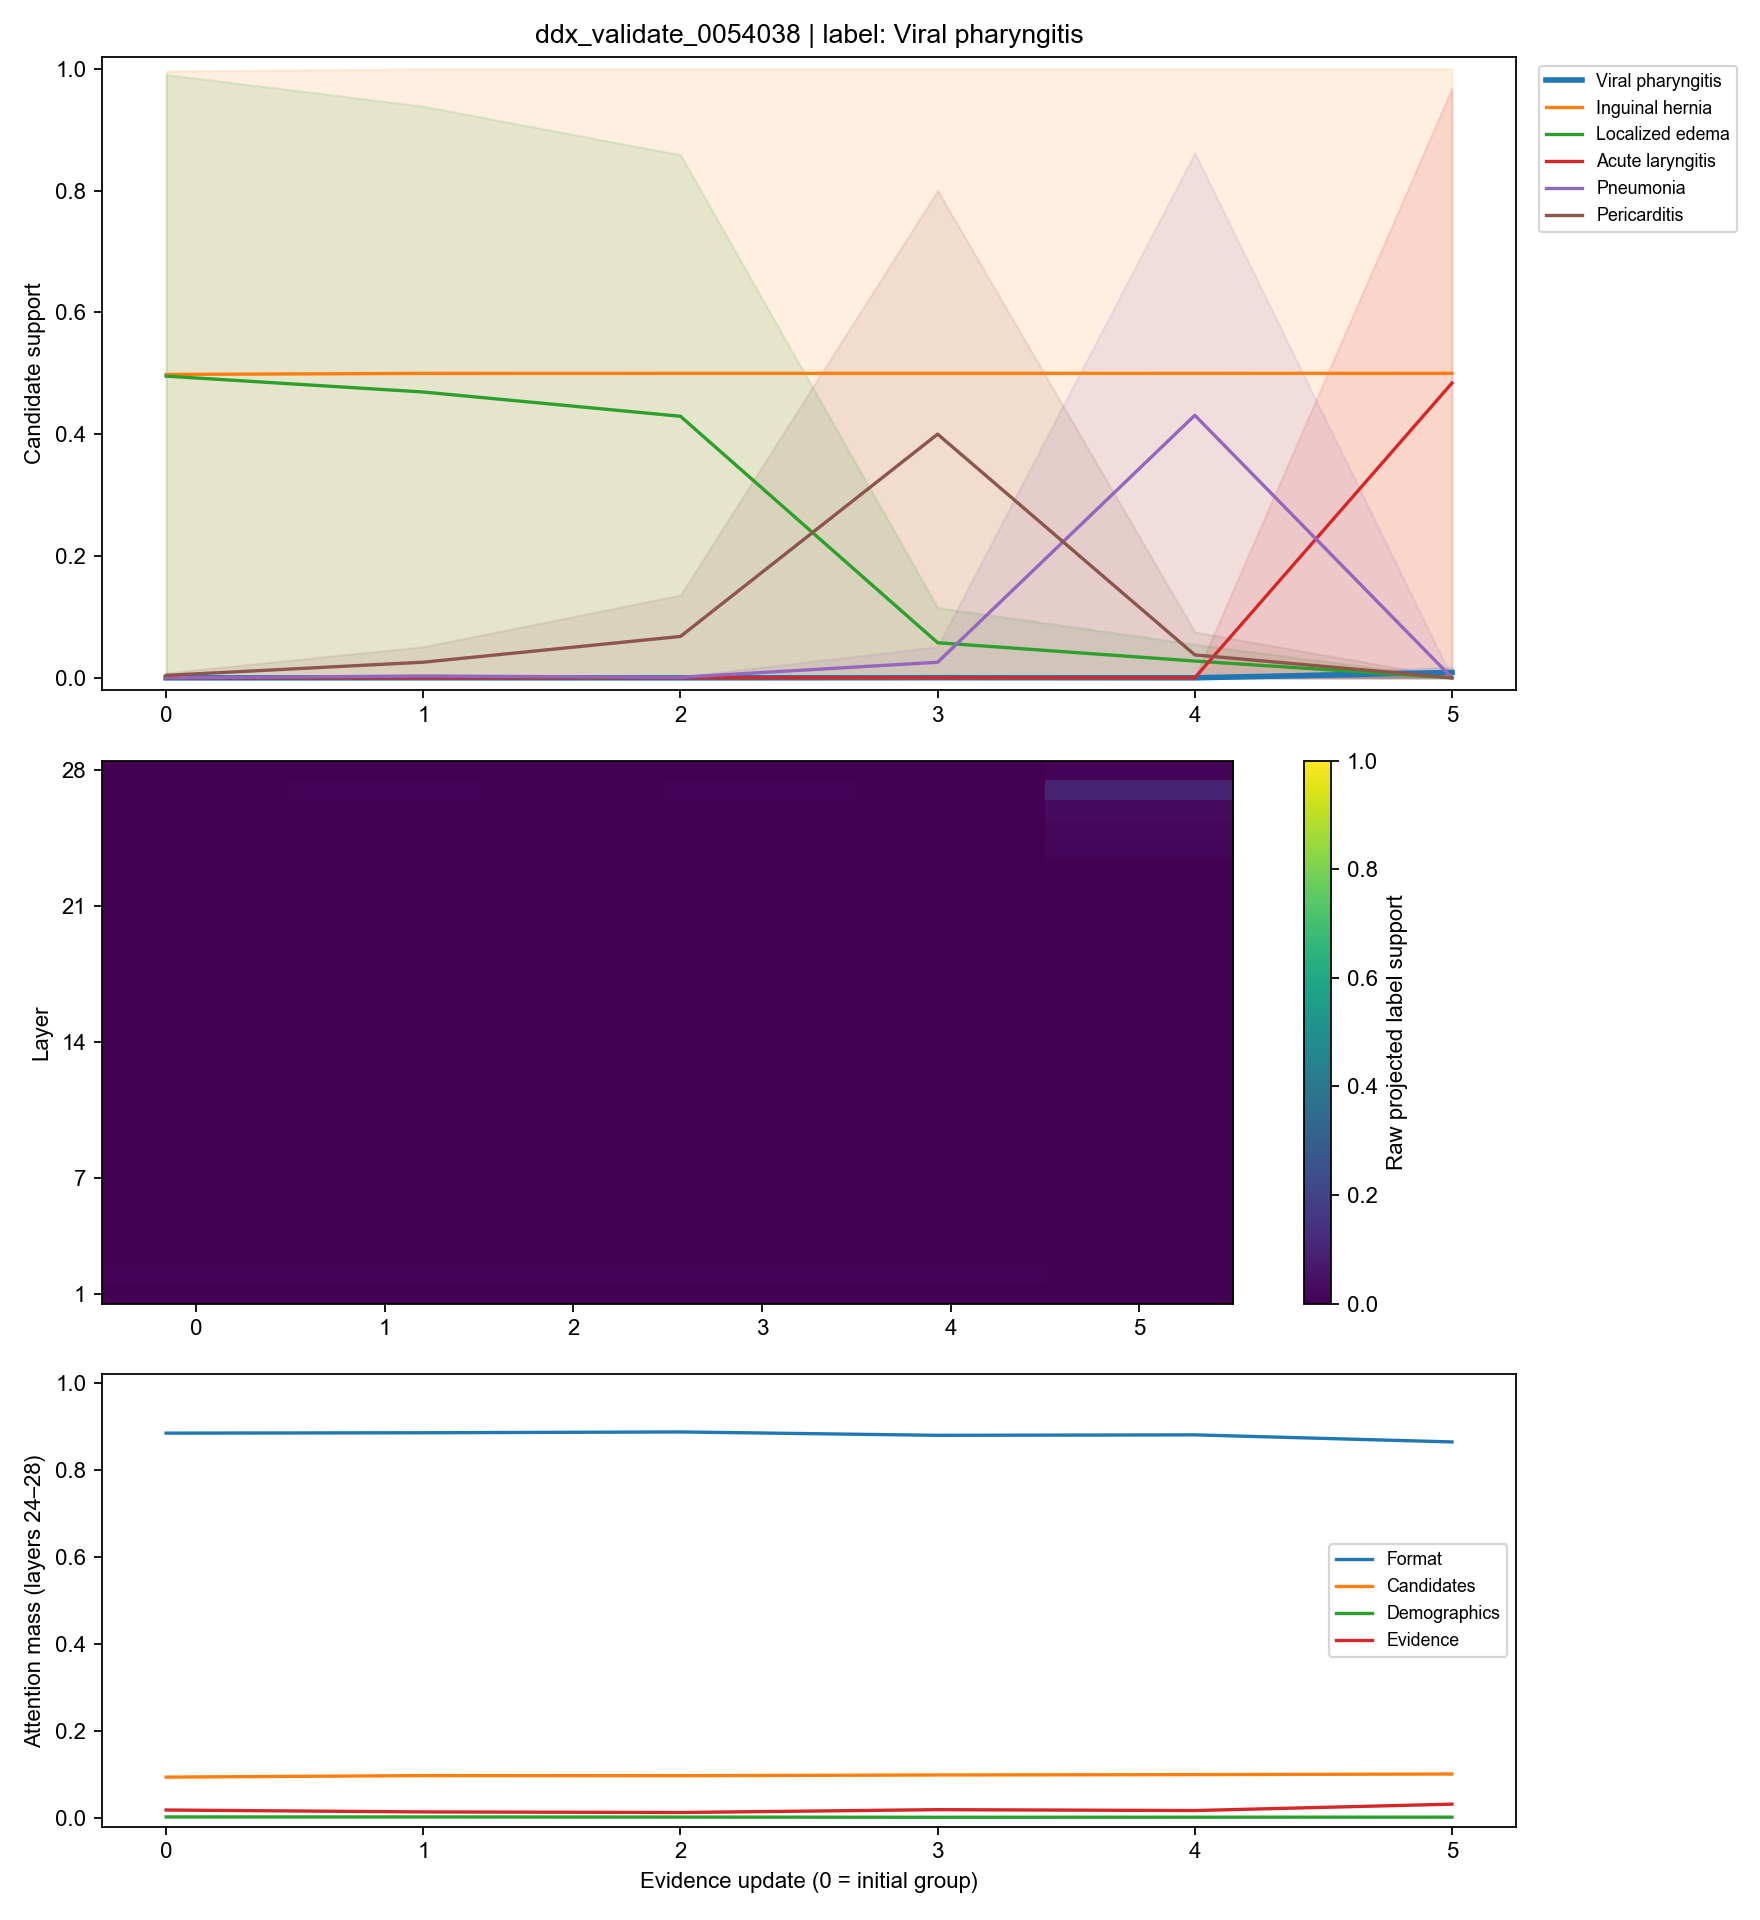 ddx_validate_0054038 | label: Viral pharyngitis
Candidate support
1.0
0.8
0.6
0.4
0.2
0.0
0 1 2 3 4 5
Viral pharyngitis
Inguinal hernia
Localized edema
Acute laryngitis
Pneumonia
Pericarditis
Layer
28
21
14
7
1
0 1 2 3 4 5
1.0
0.8
0.6
0.4
0.2
0.0
Raw projected label support
Attention mass (layers 24–28)
1.0
0.8
0.6
0.4
0.2
0.0
Format
Candidates
Demographics
Evidence
0 1 2 3 4 5
Evidence update (0 = initial group)